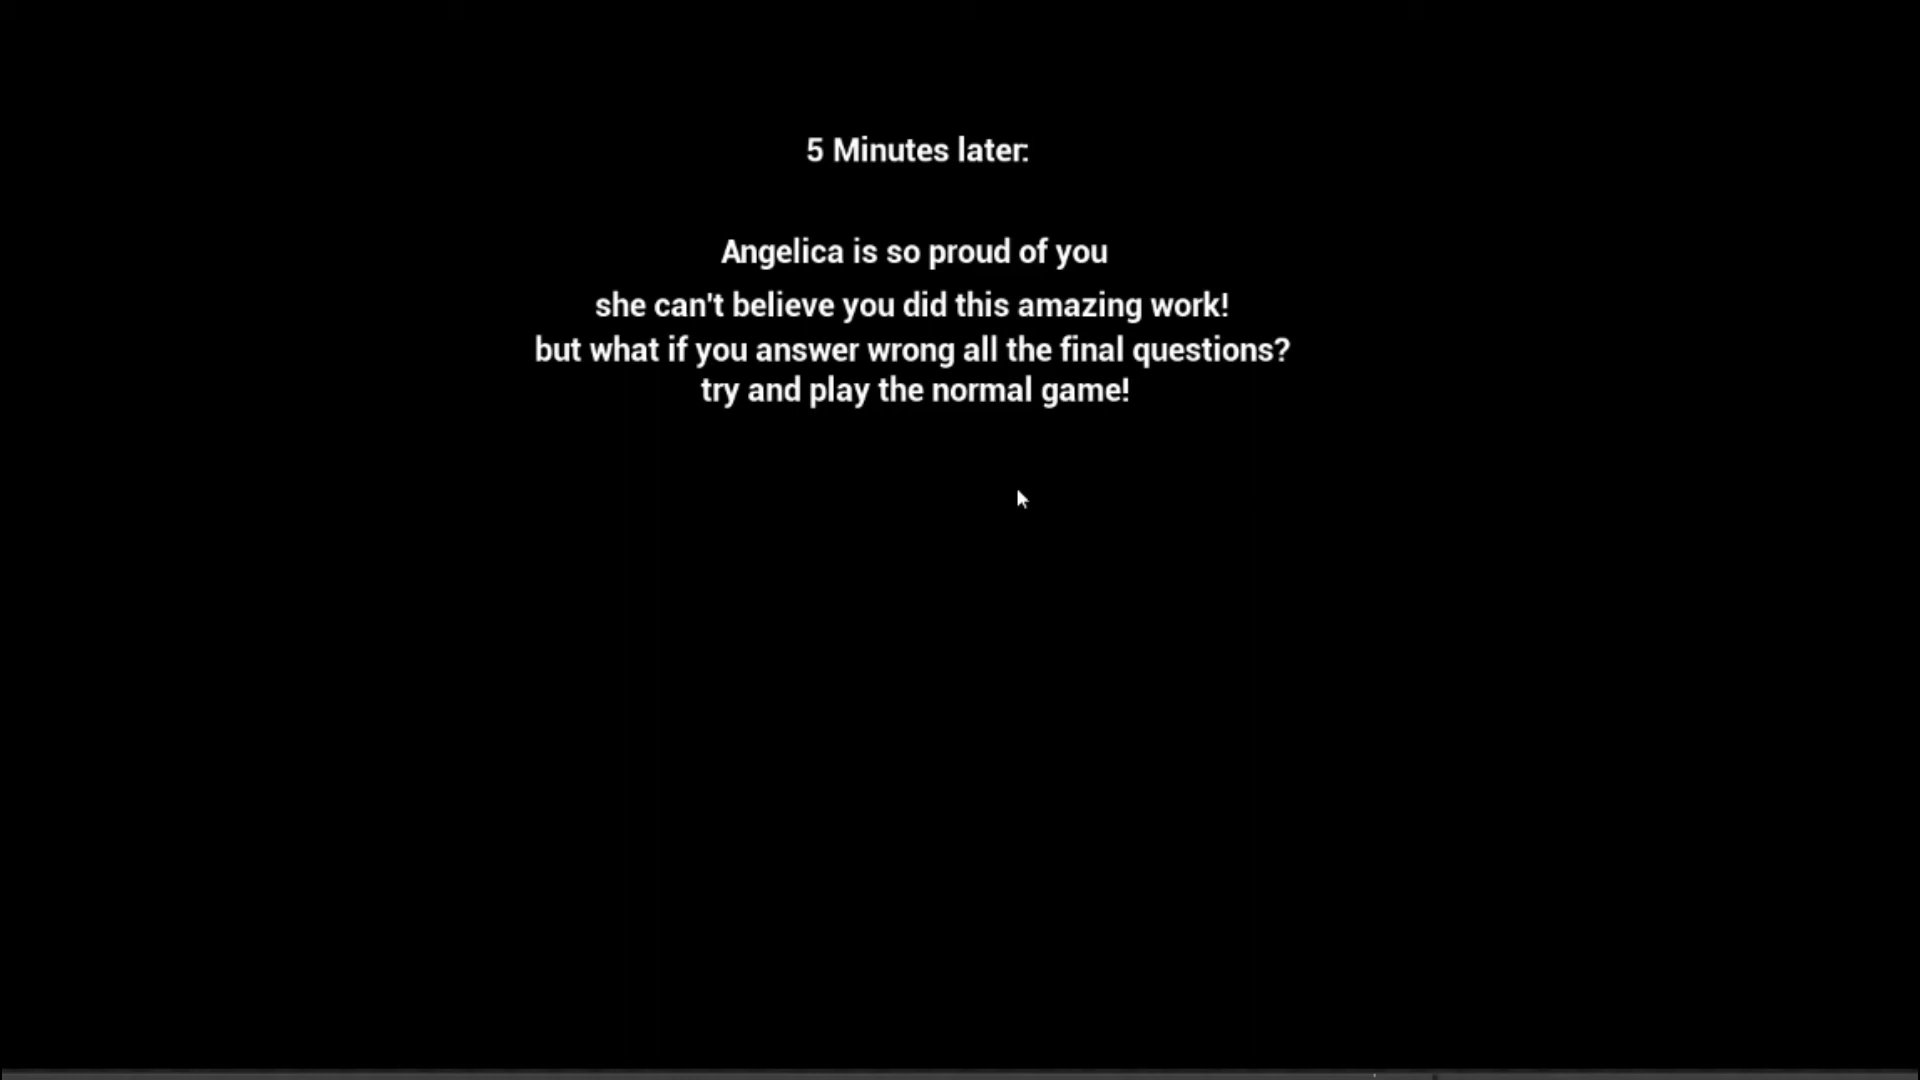 5 Minutes later:
Angelica is so proud of you
she can't believe you did this amazing work!
but what if you answer wrong all the final questions?
try and play the normal game!